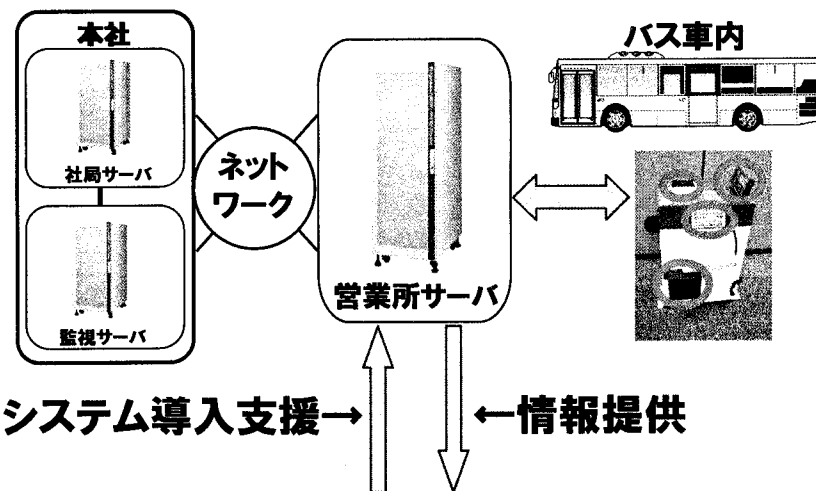 本社
社局サーバ
監視サーバ
ネット
ワーク
営業所サーバ
バス車内
システム導入支援→
←情報提供